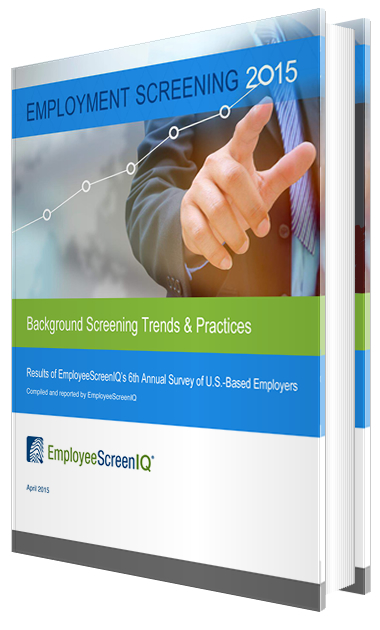 EMPLOYMENT SCREENING 2015
Background Screening Trends & Practices
Results of EmployeeScreenIQ's 6th Annual Survey of U.S.-Based Employers
Compiled and reported by EmployeeScreenIQ
EmployeeScreenIQ®
April 2015